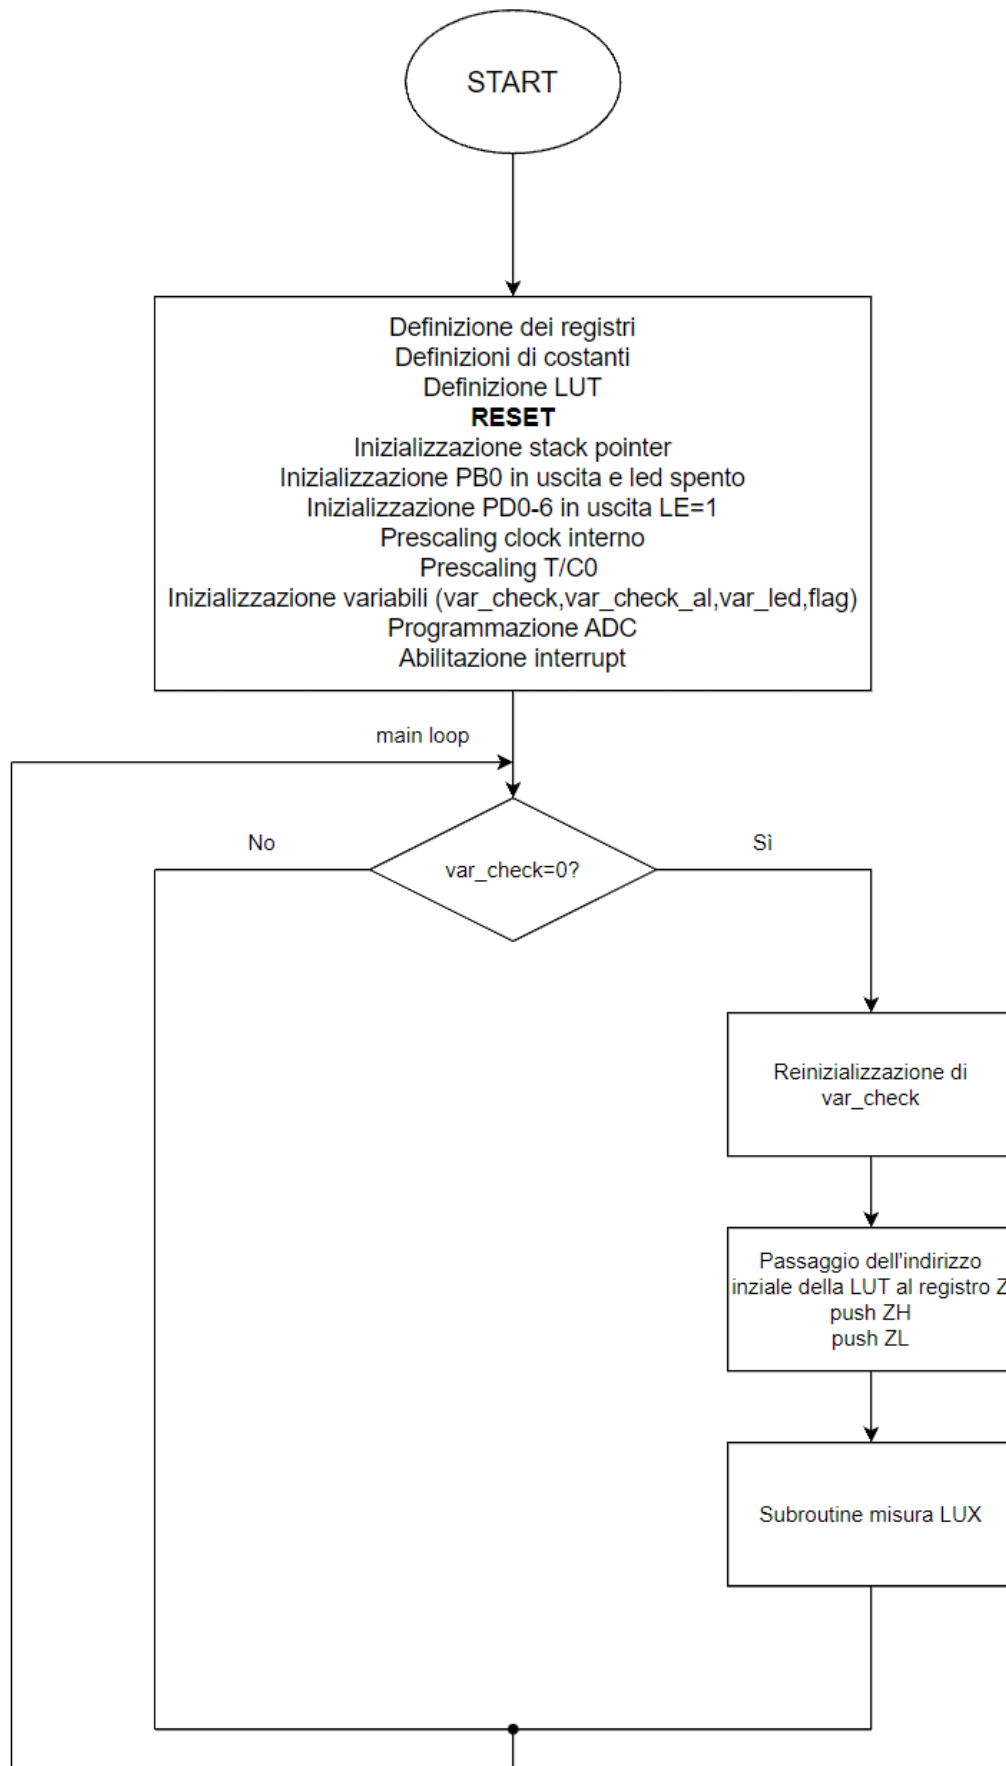 START
Definizione dei registri
Definizioni di costanti
Definizione LUT
RESET
Inizializzazione stack pointer
Inizializzazione PB0 in uscita e led spento
Inizializzazione PD0-6 in uscita LE=1
Prescaling clock interno
Prescaling T/C0
Inizializzazione variabili (var_check,var_check_al,var_led,flag)
Programmazione ADC
Abilitazione interrupt
main loop
No
var_check=0?
Sì
Reinizializzazione di
var_check
Passaggio dell'indirizzo
inziale della LUT al registro Z
push ZH
push ZL
Subroutine misura LUX